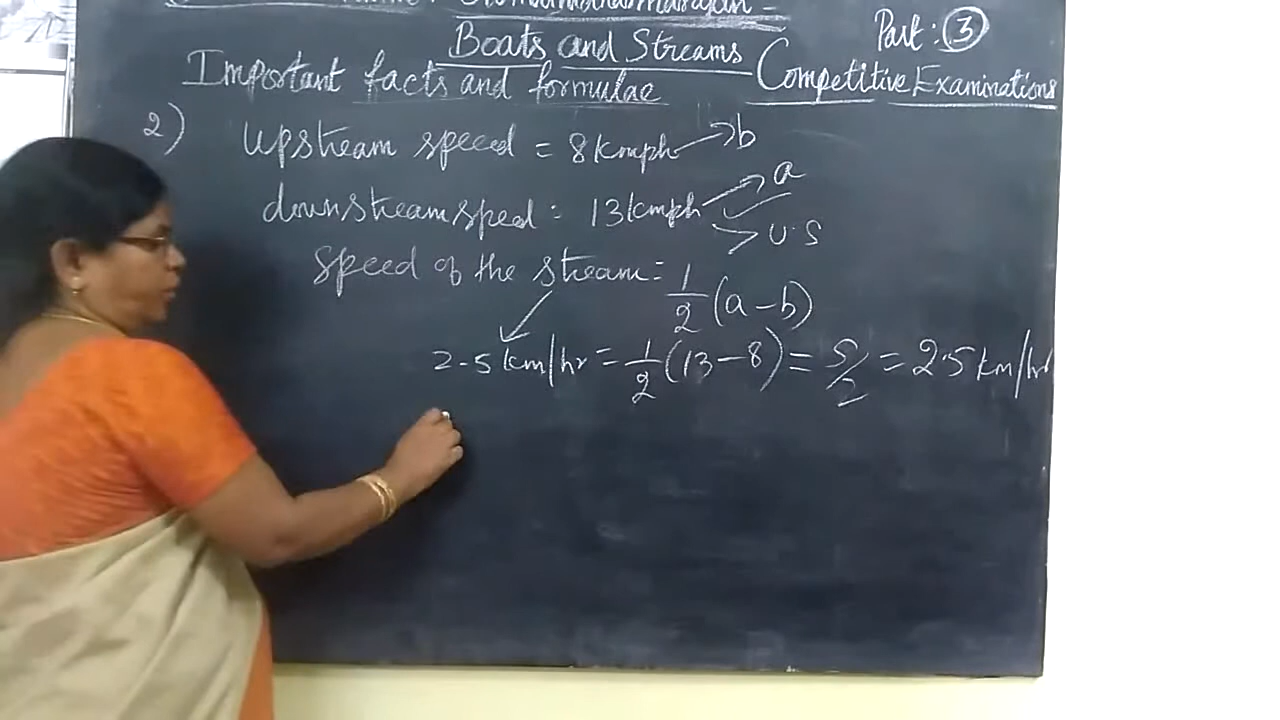 Boats and Streams
Part : 3
Important facts and formulae
Competitive Examinations
2)
Upstream speed = 8 kmph → b
downstream sped : 13 kmph → a
→ U.S
Speed of the stream = 1/2 (a - b)
2.5 km/hr = 1/2 (13 - 8) = 5/2 = 2.5 km/hr